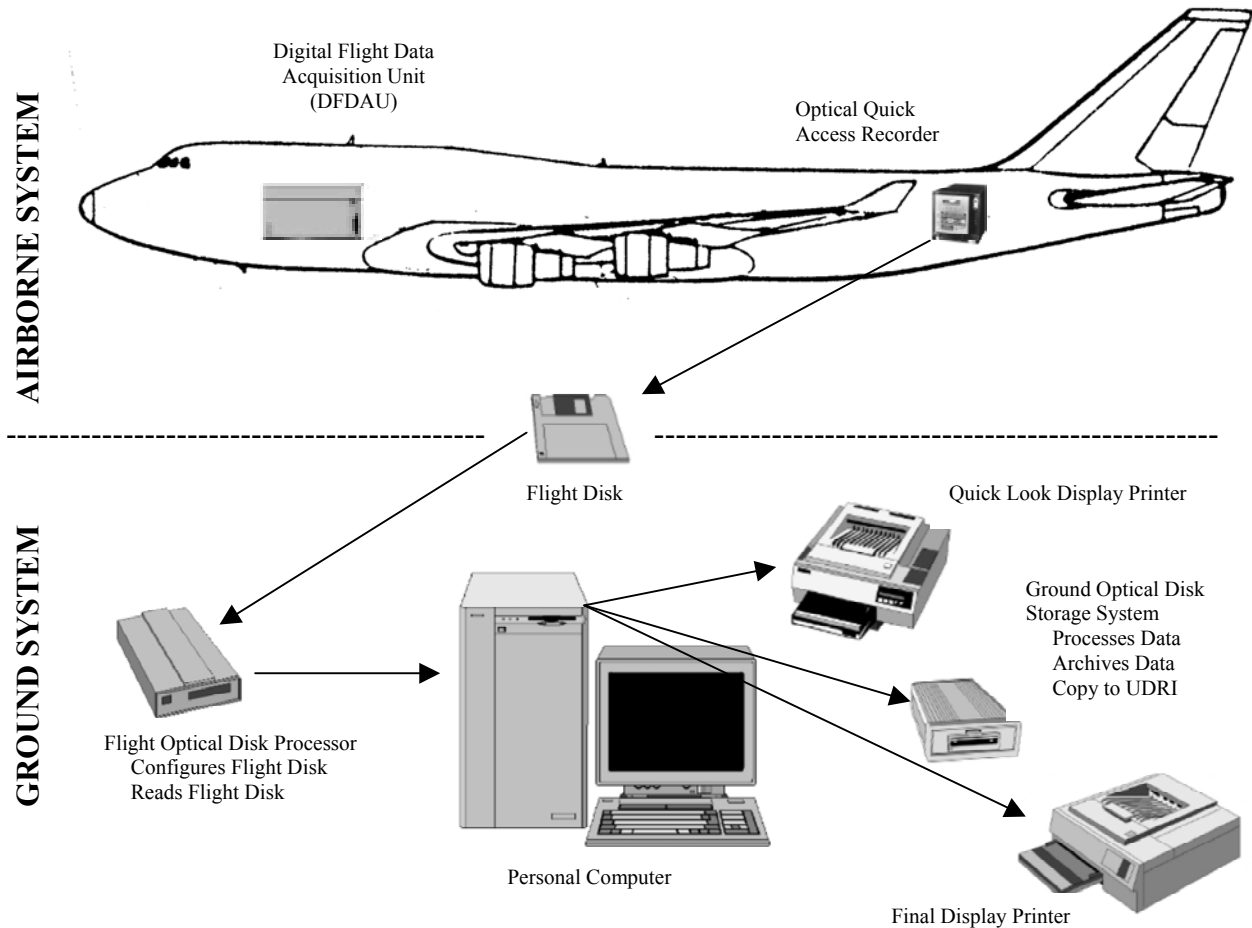 AIRBORNE SYSTEM
Digital Flight Data
Acquisition Unit
(DFDAU)
Optical Quick
Access Recorder
Flight Disk
GROUND SYSTEM
Quick Look Display Printer
Ground Optical Disk
Storage System
Processes Data
Archives Data
Copy to UDRI
Flight Optical Disk Processor
Configures Flight Disk
Reads Flight Disk
Personal Computer
Final Display Printer